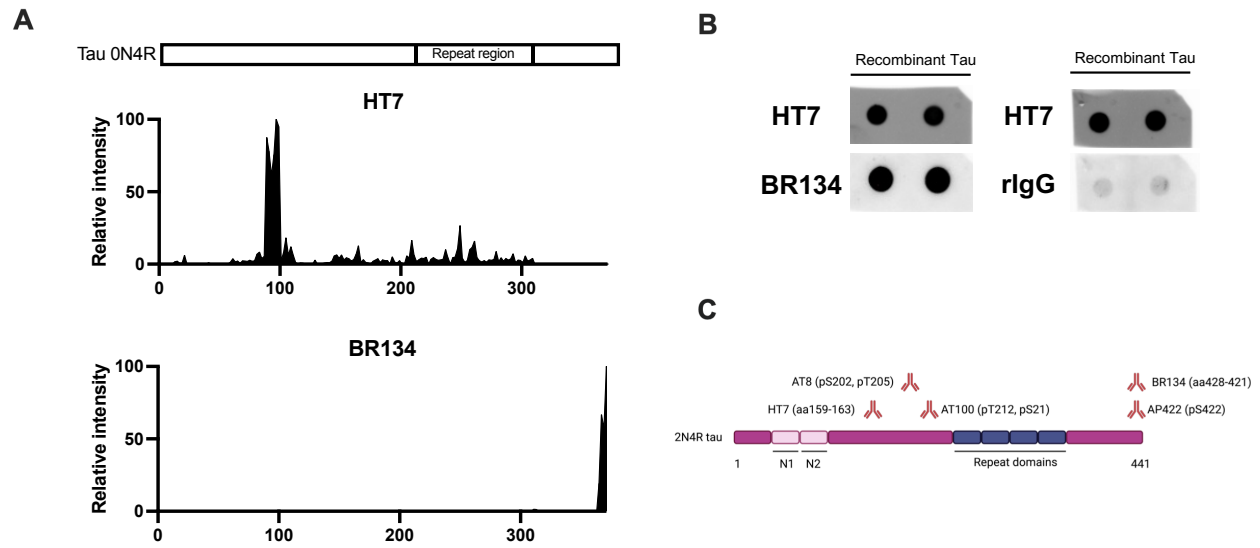 A
Tau 0N4R
Repeat region
HT7
Relative intensity
100
50
0
0 100 200 300
BR134
Relative intensity
100
50
0
0 100 200 300
B
Recombinant Tau
HT7
BR134
Recombinant Tau
HT7
rIgG
C
AT8 (pS202, pT205)
BR134 (aa428-421)
HT7 (aa159-163)
AT100 (pT212, pS21)
AP422 (pS422)
2N4R tau
1
N1
N2
Repeat domains
441